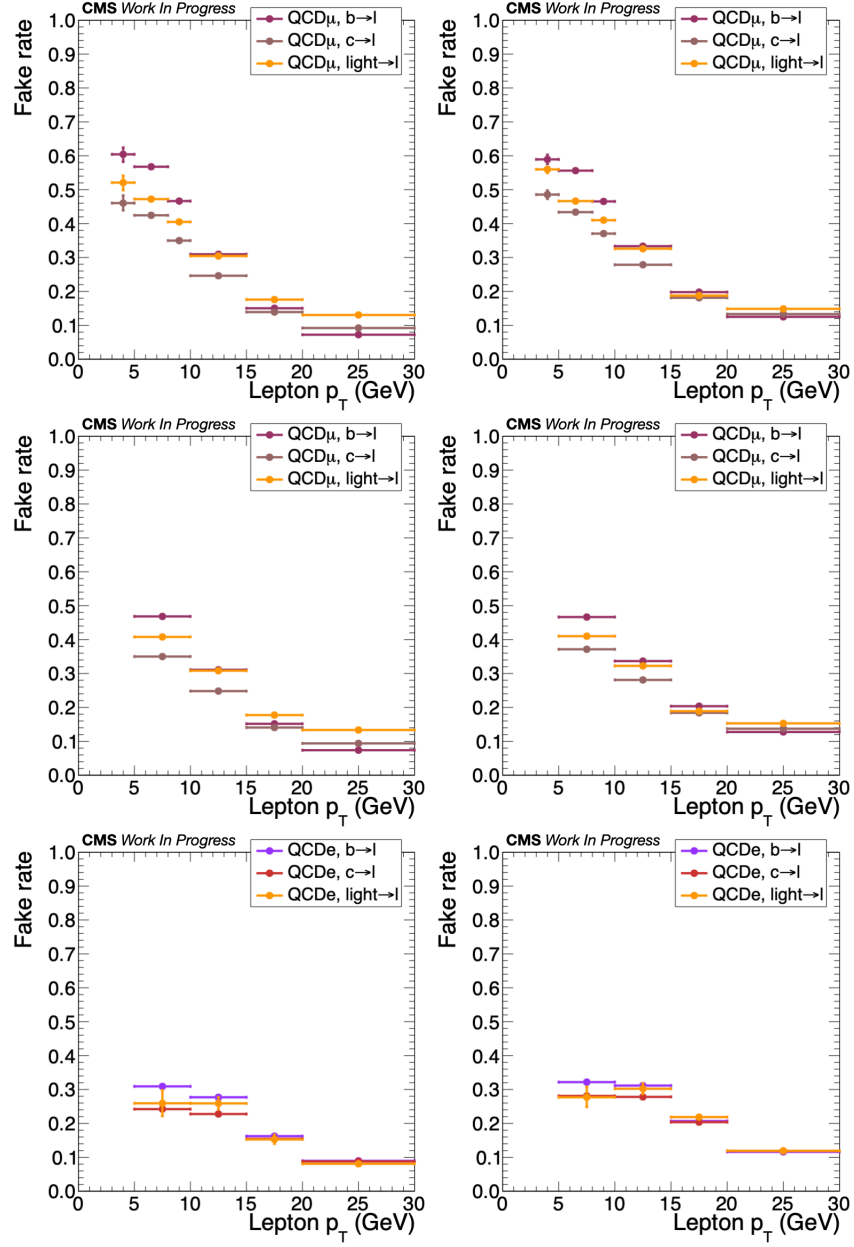 CMS Work In Progress
QCDμ, b→l
QCDμ, c→l
QCDμ, light→l
Fake rate
1.0
0.9
0.8
0.7
0.6
0.5
0.4
0.3
0.2
0.1
0.0
0 5 10 15 20 25 30
Lepton p_T (GeV)
CMS Work In Progress
QCDμ, b→l
QCDμ, c→l
QCDμ, light→l
Fake rate
1.0
0.9
0.8
0.7
0.6
0.5
0.4
0.3
0.2
0.1
0.0
0 5 10 15 20 25 30
Lepton p_T (GeV)
CMS Work In Progress
QCDμ, b→l
QCDμ, c→l
QCDμ, light→l
Fake rate
1.0
0.9
0.8
0.7
0.6
0.5
0.4
0.3
0.2
0.1
0.0
0 5 10 15 20 25 30
Lepton p_T (GeV)
CMS Work In Progress
QCDμ, b→l
QCDμ, c→l
QCDμ, light→l
Fake rate
1.0
0.9
0.8
0.7
0.6
0.5
0.4
0.3
0.2
0.1
0.0
0 5 10 15 20 25 30
Lepton p_T (GeV)
CMS Work In Progress
QCDe, b→l
QCDe, c→l
QCDe, light→l
Fake rate
1.0
0.9
0.8
0.7
0.6
0.5
0.4
0.3
0.2
0.1
0.0
0 5 10 15 20 25 30
Lepton p_T (GeV)
CMS Work In Progress
QCDe, b→l
QCDe, c→l
QCDe, light→l
Fake rate
1.0
0.9
0.8
0.7
0.6
0.5
0.4
0.3
0.2
0.1
0.0
0 5 10 15 20 25 30
Lepton p_T (GeV)